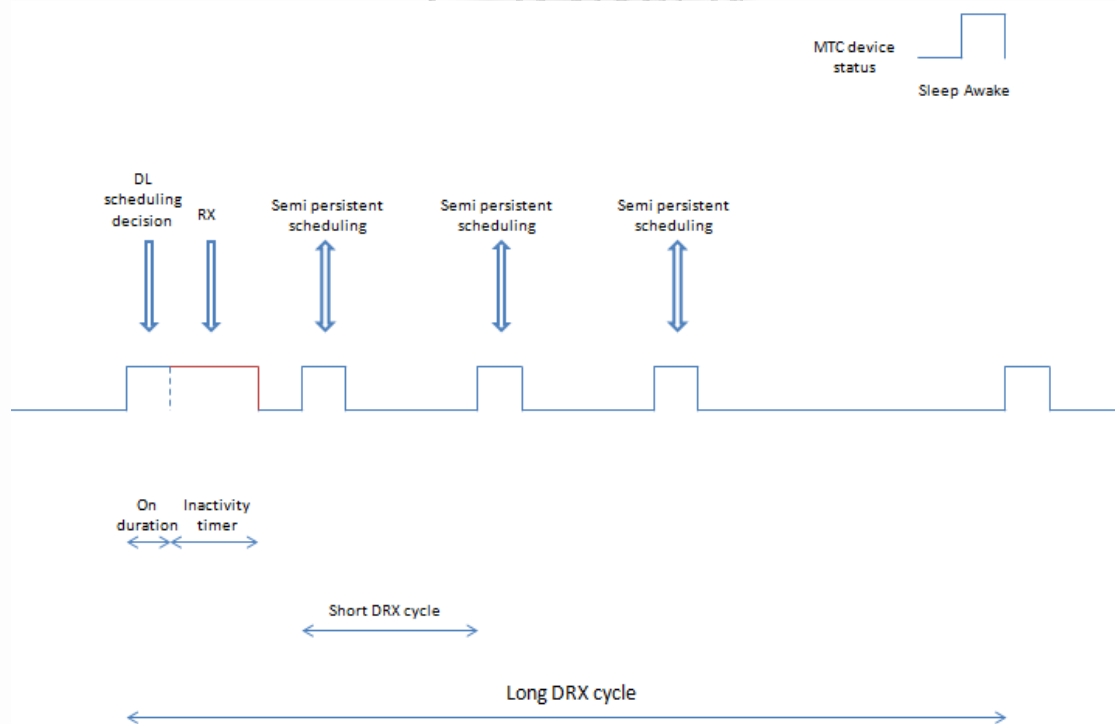 MTC device
status
Sleep Awake
DL
scheduling
decision
RX
Semi persistent
scheduling
Semi persistent
scheduling
Semi persistent
scheduling
On
duration
Inactivity
timer
Short DRX cycle
Long DRX cycle